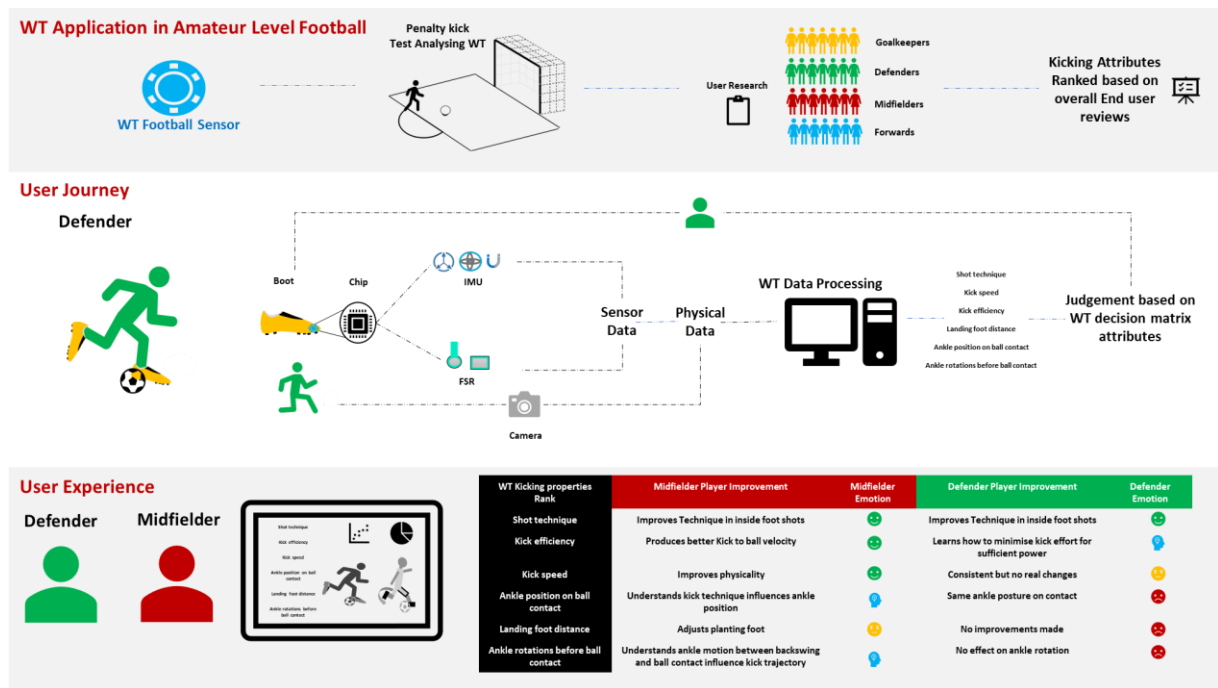 WT Application in Amateur Level Football
WT Football Sensor
Penalty kick
Test Analysing WT
User Research
Goalkeepers
Defenders
Midfielders
Forwards
Kicking Attributes
Ranked based on
overall End user
reviews
User Journey
Defender
Boot
Chip
IMU
FSR
Camera
Sensor
Data
Physical
Data
WT Data Processing
Shot technique
Kick speed
Kick efficiency
Landing foot distance
Ankle position on ball contact
Ankle rotations before ball contact
Judgement based on
WT decision matrix
attributes
User Experience
Defender
Midfielder
Shot technique
Kick efficiency
Kick speed
Ankle position on ball
contact
Landing foot distance
Ankle rotations before
ball contact
WT Kicking properties
Rank
Midfielder Player Improvement
Midfielder
Emotion
Defender Player Improvement
Defender
Emotion
Shot technique
Improves Technique in inside foot shots
Improves Technique in inside foot shots
Kick efficiency
Produces better Kick to ball velocity
Learns how to minimise kick effort for
sufficient power
Kick speed
Improves physicality
Consistent but no real changes
Ankle position on ball
contact
Understands kick technique influences ankle
position
Same ankle posture on contact
Landing foot distance
Adjusts planting foot
No improvements made
Ankle rotations before ball
contact
Understands ankle motion between backswing
and ball contact influence kick trajectory
No effect on ankle rotation